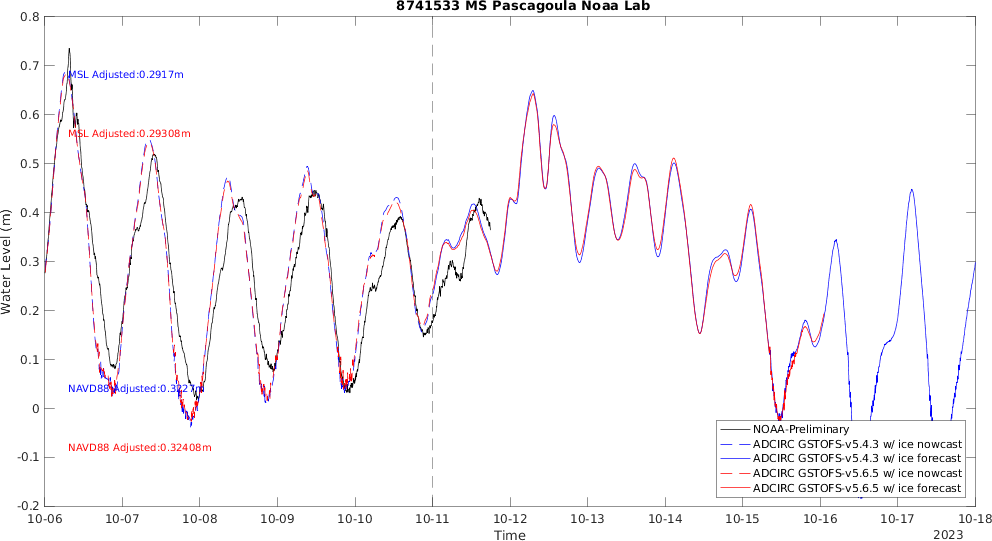 8741533 MS Pascagoula Noaa Lab
0.8
0.7
0.6
0.5
0.4
0.3
0.2
0.1
0
-0.1
-0.2
Water Level (m)
MSL Adjusted:0.2917m
MSL Adjusted:0.29308m
NAVD88 Adjusted:0.3227m
NAVD88 Adjusted:0.32408m
NOAA-Preliminary
ADCIRC GSTOFS-v5.4.3 w/ ice nowcast
ADCIRC GSTOFS-v5.4.3 w/ ice forecast
ADCIRC GSTOFS-v5.6.5 w/ ice nowcast
ADCIRC GSTOFS-v5.6.5 w/ ice forecast
10-06 10-07 10-08 10-09 10-10 10-11 10-12 10-13 10-14 10-15 10-16 10-17 10-18
Time
2023